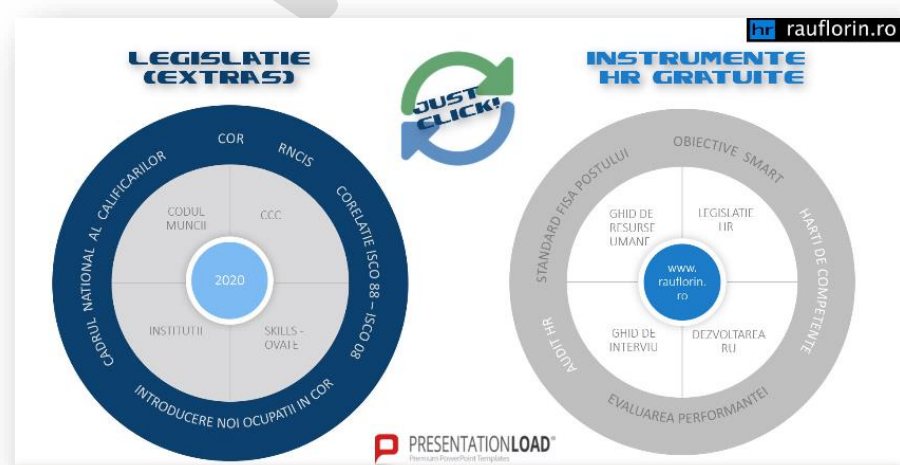 hr rauflorin.ro
LEGISLATIE
(EXTRAS)
JUST
CLICK!
INSTRUMENTE
HR GRATUITE
CADRUL NATIONAL AL CALIFICARILOR
COR
RNCIS
CORELATIE ISCO 88 – ISCO 08
INTRODUCERE NOI OCUPATII IN COR
CODUL
MUNCII
CCC
2020
INSTITUTII
SKILLS -
OVATE
STANDARD FISA POSTULUI
OBIECTIVE SMART
HARTI DE COMPETENTE
EVALUAREA PERFORMANTEI
AUDIT HR
GHID DE
RESURSE
UMANE
LEGISLATIE
HR
www.
rauflorin.
ro
GHID DE
INTERVIU
DEZVOLTAREA
RU
PRESENTATIONLOAD®
Premium PowerPoint Templates